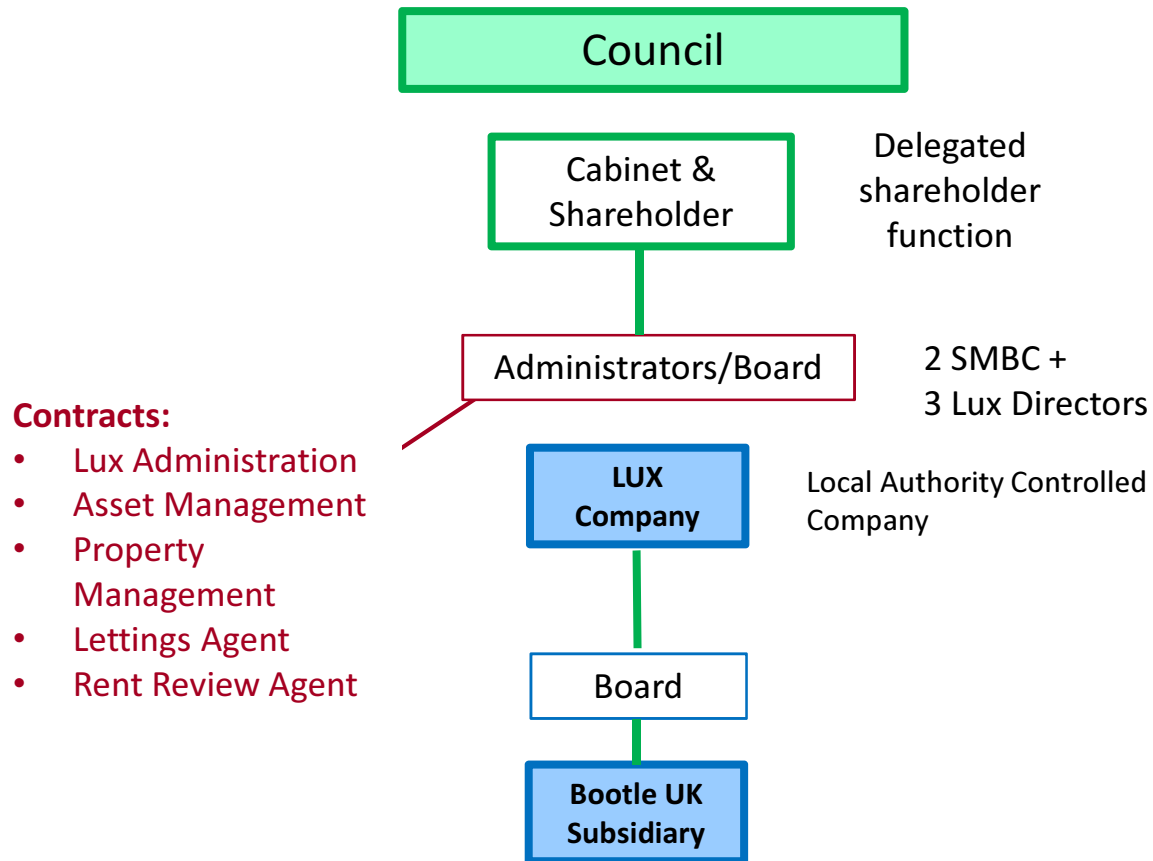 Council
Cabinet &
Shareholder
Delegated
shareholder
function
Administrators/Board
2 SMBC +
3 Lux Directors
Contracts:
• Lux Administration
• Asset Management
• Property
Management
• Lettings Agent
• Rent Review Agent
LUX
Company
Local Authority Controlled
Company
Board
Bootle UK
Subsidiary